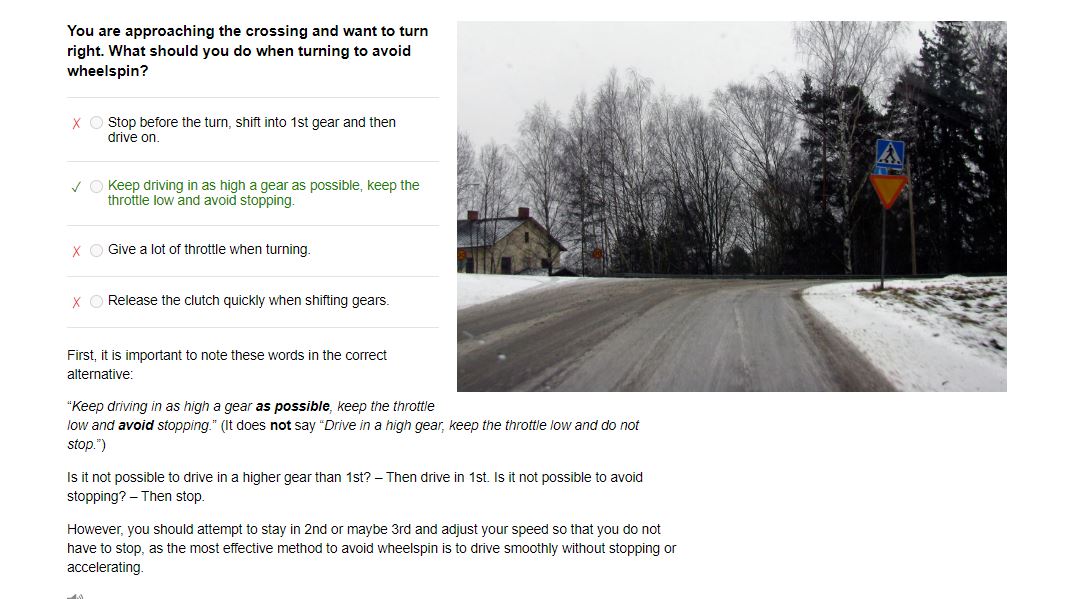 You are approaching the crossing and want to turn
right. What should you do when turning to avoid
wheelspin?
Stop before the turn, shift into 1st gear and then
drive on.
Keep driving in as high a gear as possible, keep the
throttle low and avoid stopping.
Give a lot of throttle when turning.
Release the clutch quickly when shifting gears.
First, it is important to note these words in the correct
alternative:
“Keep driving in as high a gear as possible, keep the throttle
low and avoid stopping.” (It does not say “Drive in a high gear, keep the throttle low and do not
stop.”)
Is it not possible to drive in a higher gear than 1st? – Then drive in 1st. Is it not possible to avoid
stopping? – Then stop.
However, you should attempt to stay in 2nd or maybe 3rd and adjust your speed so that you do not
have to stop, as the most effective method to avoid wheelspin is to drive smoothly without stopping or
accelerating.